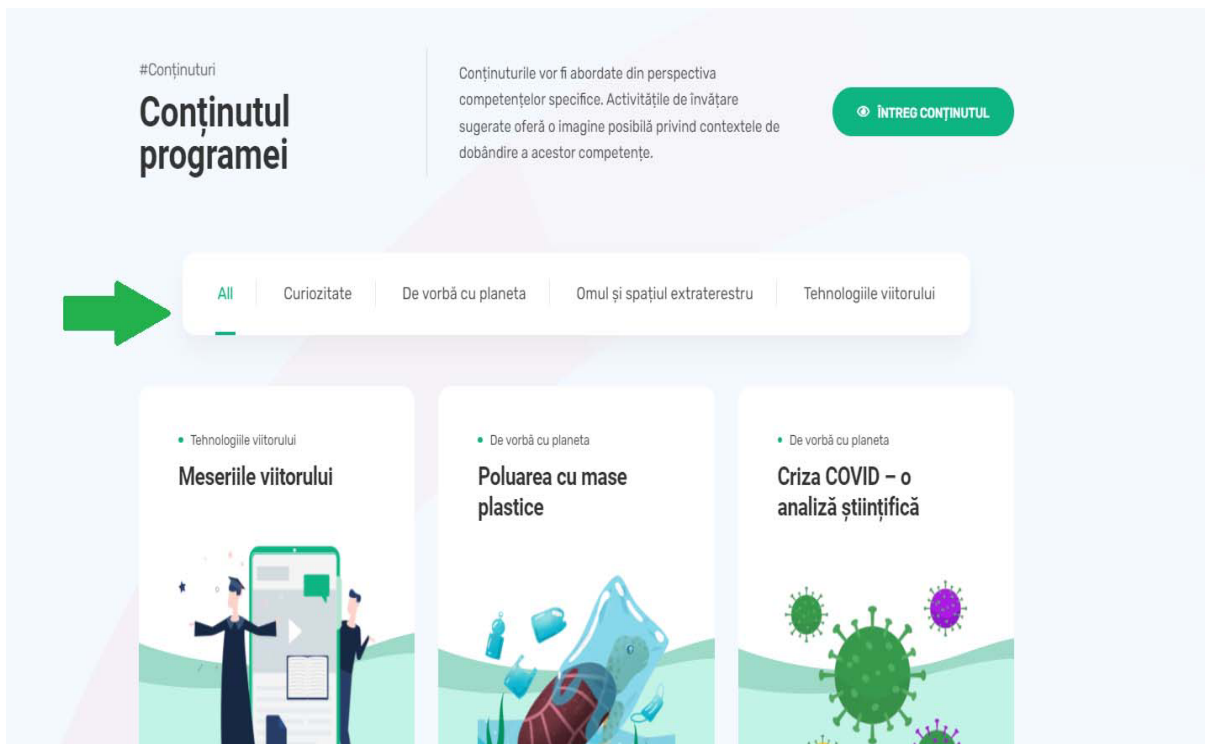 #Conținuturi
Conținutul
programei
Conținuturile vor fi abordate din perspectiva
competențelor specifice. Activitățile de învățare
sugerate oferă o imagine posibilă privind contextele de
dobândire a acestor competențe.
ÎNTREG CONȚINUTUL
All
Curiozitate
De vorbă cu planeta
Omul și spațiul extraterestru
Tehnologiile viitorului
Tehnologiile viitorului
Meseriile viitorului
De vorbă cu planeta
Poluarea cu mase
plastice
De vorbă cu planeta
Criza COVID – o
analiză științifică